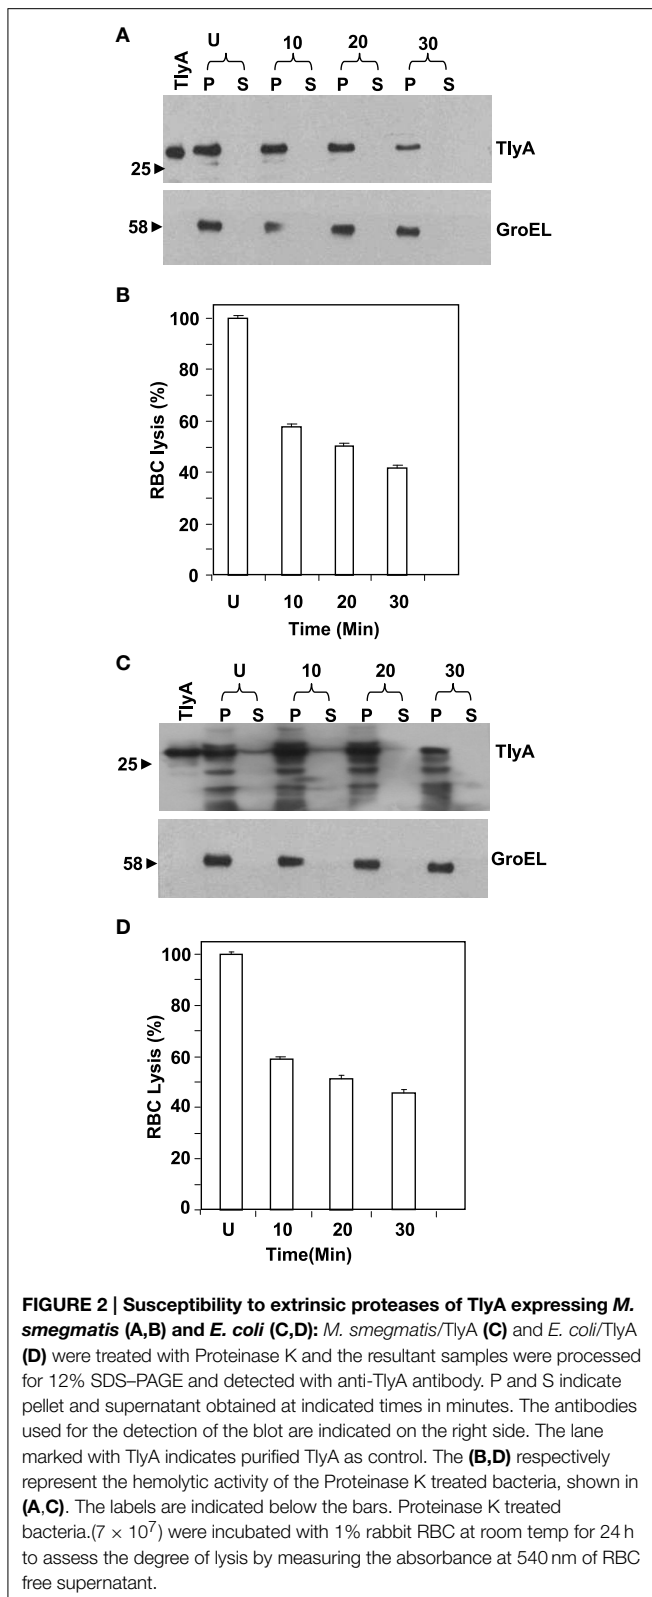 A
U 10 20 30
TlyA P S P S P S P S
TlyA
25
58
GroEL
B
100
80
60
40
20
0
RBC lysis (%)
U 10 20 30
Time (Min)
C
U 10 20 30
TlyA P S P S P S P S
TlyA
25
58
GroEL
D
100
80
60
40
20
0
RBC Lysis (%)
U 10 20 30
Time(Min)
FIGURE 2 | Susceptibility to extrinsic proteases of TlyA expressing M.
smegmatis (A,B) and E. coli (C,D): M. smegmatis/TlyA (C) and E. coli/TlyA
(D) were treated with Proteinase K and the resultant samples were processed
for 12% SDS–PAGE and detected with anti-TlyA antibody. P and S indicate
pellet and supernatant obtained at indicated times in minutes. The antibodies
used for the detection of the blot are indicated on the right side. The lane
marked with TlyA indicates purified TlyA as control. The (B,D) respectively
represent the hemolytic activity of the Proteinase K treated bacteria, shown in
(A,C). The labels are indicated below the bars. Proteinase K treated
bacteria.(7 × 10⁷) were incubated with 1% rabbit RBC at room temp for 24 h
to assess the degree of lysis by measuring the absorbance at 540 nm of RBC
free supernatant.